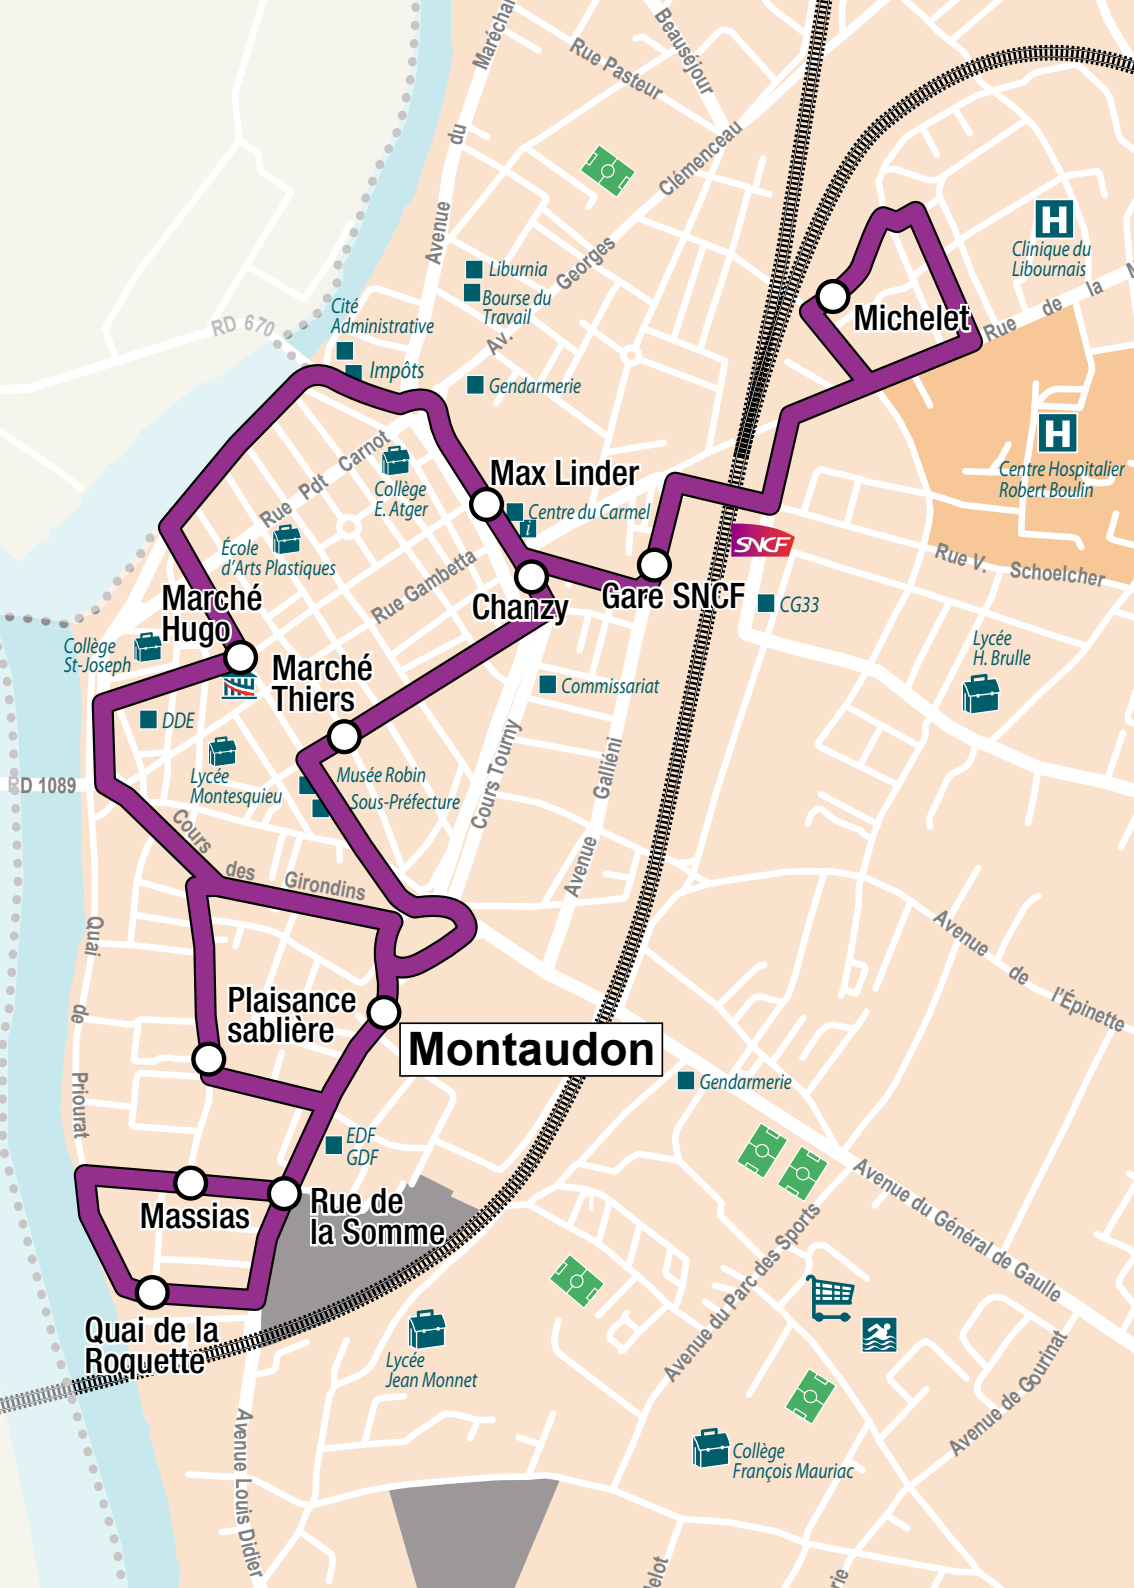 Maréchal
du
Avenue
Beauséjour
Rue Pasteur
Clémenceau
Georges
Av.
Liburnia
Bourse du
Travail
Cité
Administrative
Impôts
Gendarmerie
RD 670
H
Clinique du
Libournais
Michelet
Rue de la
H
Centre Hospitalier
Robert Boulin
Rue Pdt Carnot
Collège
E. Atger
Max Linder
Centre du Carmel
i
École
d'Arts Plastiques
Rue Gambetta
SNCF
Rue V. Schoelcher
Marché
Hugo
Chanzy
Gare SNCF
CG33
Collège
St-Joseph
Lycée
H. Brulle
Marché
Thiers
Commissariat
DDE
Lycée
Montesquieu
Musée Robin
Sous-Préfecture
RD 1089
Cours Tourny
Avenue Galliéni
Cours des Girondins
Quai de Priourat
Avenue de l'Épinette
Plaisance
sablière
Montaudon
Gendarmerie
EDF
GDF
Massias
Rue de
la Somme
Avenue du Général de Gaulle
Avenue du Parc des Sports
Quai de la
Roquette
Lycée
Jean Monnet
Avenue de Gourinat
Avenue Louis Didier
Collège
François Mauriac